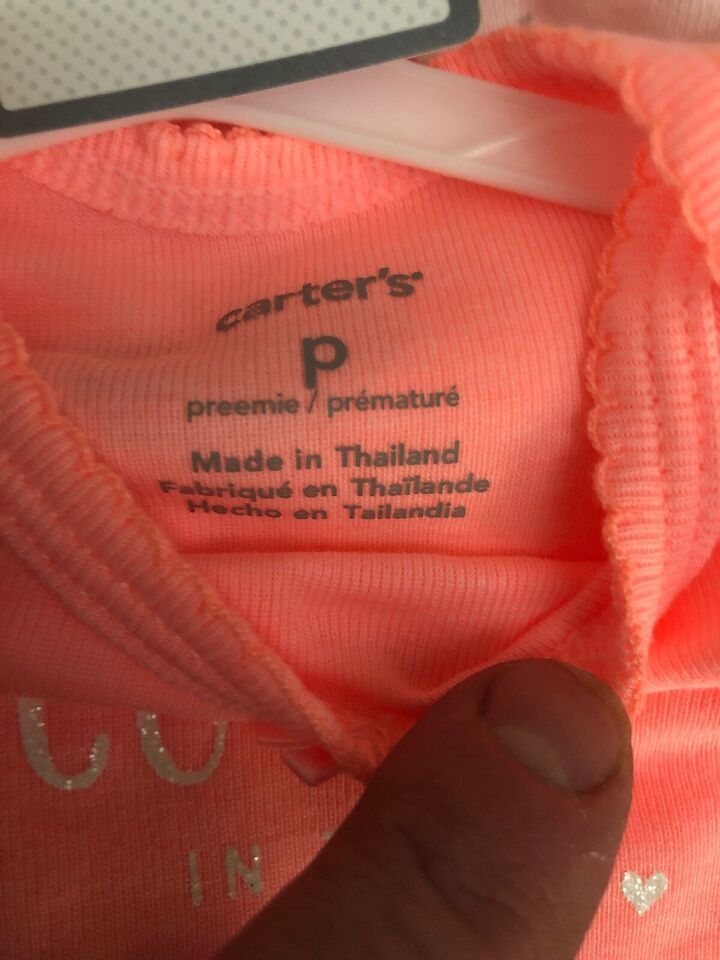 carter's
p
preemie / prématuré
Made in Thailand
Fabriqué en Thaïlande
Hecho en Tailandia
IN